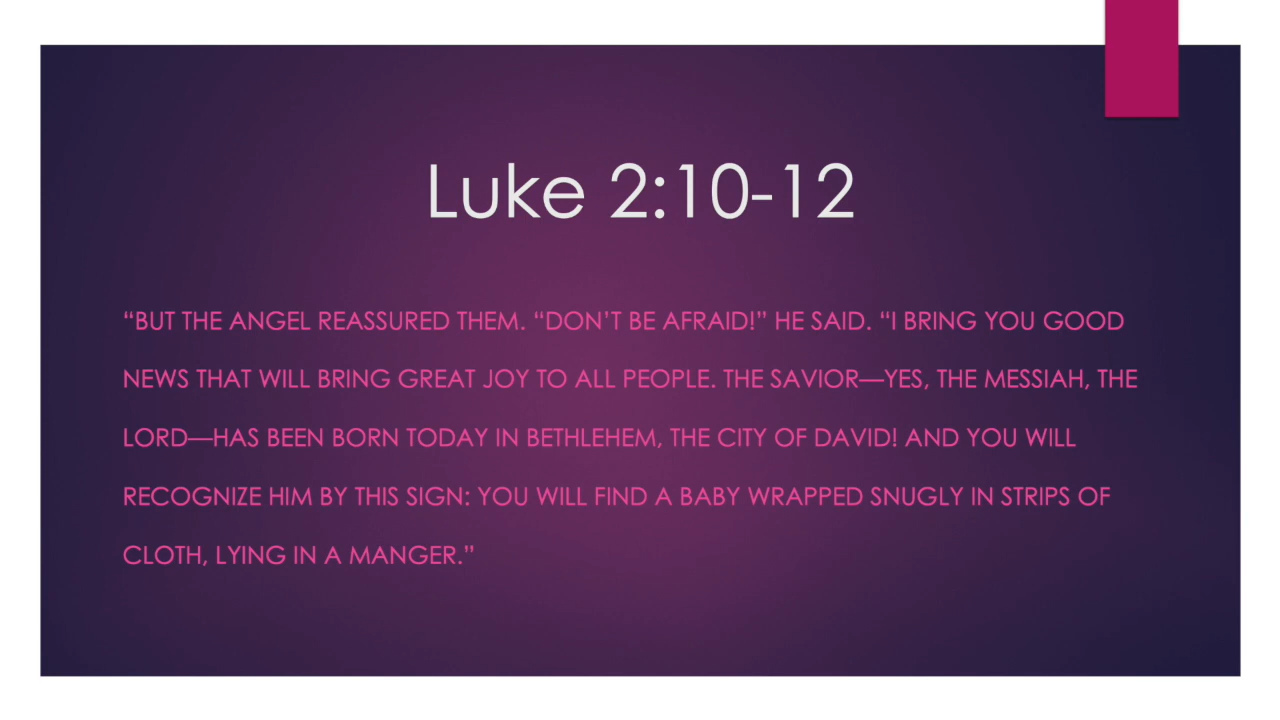 Luke 2:10-12
“BUT THE ANGEL REASSURED THEM. “DON’T BE AFRAID!” HE SAID. “I BRING YOU GOOD
NEWS THAT WILL BRING GREAT JOY TO ALL PEOPLE. THE SAVIOR—YES, THE MESSIAH, THE
LORD—HAS BEEN BORN TODAY IN BETHLEHEM, THE CITY OF DAVID! AND YOU WILL
RECOGNIZE HIM BY THIS SIGN: YOU WILL FIND A BABY WRAPPED SNUGLY IN STRIPS OF
CLOTH, LYING IN A MANGER.”